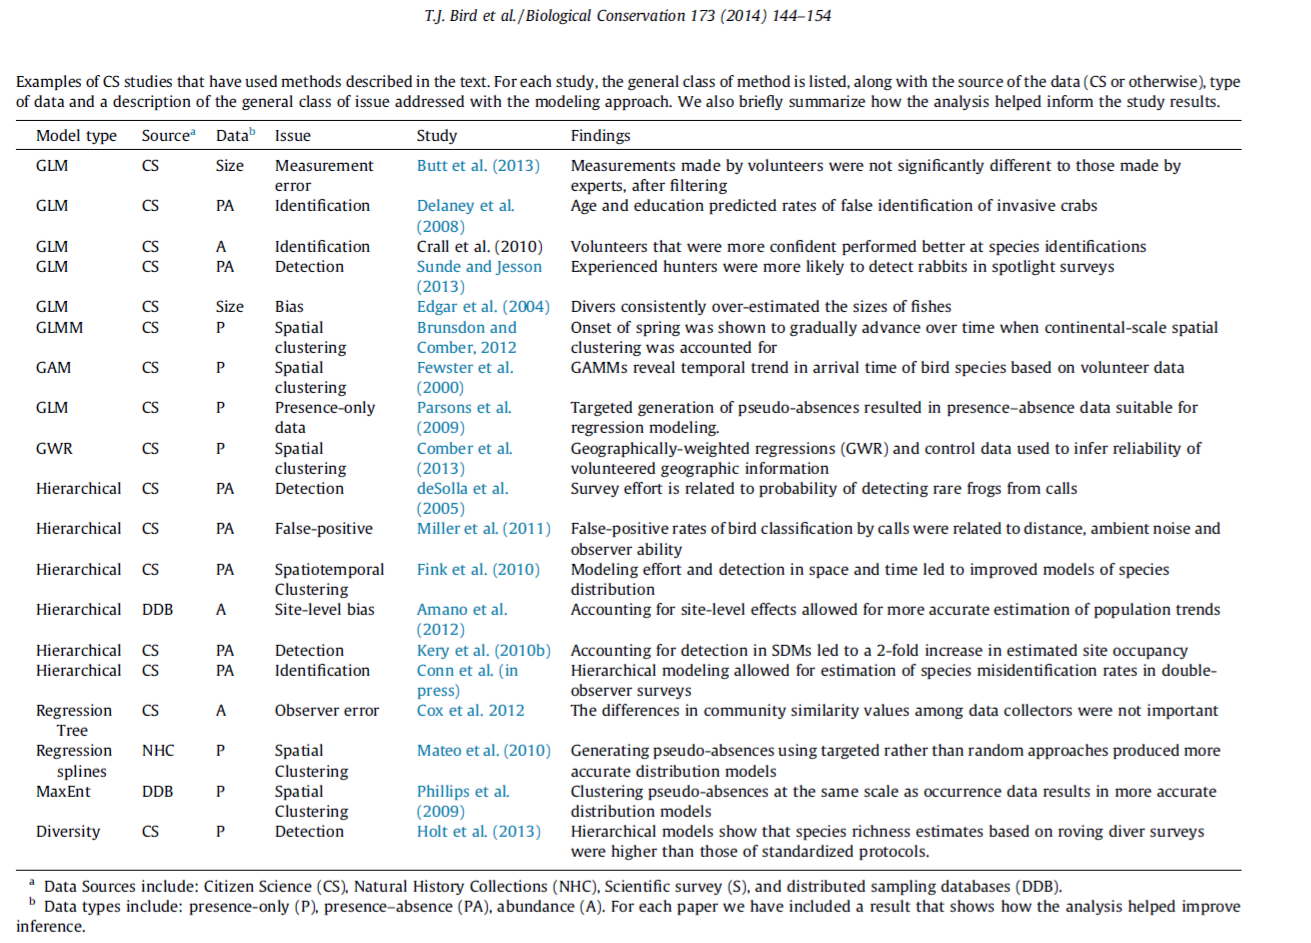 T.J. Bird et al. / Biological Conservation 173 (2014) 144–154
Examples of CS studies that have used methods described in the text. For each study, the general class of method is listed, along with the source of the data (CS or otherwise), type
of data and a description of the general class of issue addressed with the modeling approach. We also briefly summarize how the analysis helped inform the study results.
Model type Source^a Data^b Issue Study Findings
GLM CS Size Measurement Butt et al. (2013) Measurements made by volunteers were not significantly different to those made by
error experts, after filtering
GLM CS PA Identification Delaney et al. Age and education predicted rates of false identification of invasive crabs
(2008)
GLM CS A Identification Crall et al. (2010) Volunteers that were more confident performed better at species identifications
GLM CS PA Detection Sunde and Jesson Experienced hunters were more likely to detect rabbits in spotlight surveys
(2013)
GLM CS Size Bias Edgar et al. (2004) Divers consistently over-estimated the sizes of fishes
GLMM CS P Spatial Brunsdon and Onset of spring was shown to gradually advance over time when continental-scale spatial
clustering Comber, 2012 clustering was accounted for
GAM CS P Spatial Fewster et al. GAMMs reveal temporal trend in arrival time of bird species based on volunteer data
clustering (2000)
GLM CS P Presence-only Parsons et al. Targeted generation of pseudo-absences resulted in presence–absence data suitable for
data (2009) regression modeling.
GWR CS P Spatial Comber et al. Geographically-weighted regressions (GWR) and control data used to infer reliability of
clustering (2013) volunteered geographic information
Hierarchical CS PA Detection deSolla et al. Survey effort is related to probability of detecting rare frogs from calls
(2005)
Hierarchical CS PA False-positive Miller et al. (2011) False-positive rates of bird classification by calls were related to distance, ambient noise and
observer ability
Hierarchical CS PA Spatiotemporal Fink et al. (2010) Modeling effort and detection in space and time led to improved models of species
Clustering distribution
Hierarchical DDB A Site-level bias Amano et al. Accounting for site-level effects allowed for more accurate estimation of population trends
(2012)
Hierarchical CS PA Detection Kery et al. (2010b) Accounting for detection in SDMs led to a 2-fold increase in estimated site occupancy
Hierarchical CS PA Identification Conn et al. (in Hierarchical modeling allowed for estimation of species misidentification rates in double-
press) observer surveys
Regression CS A Observer error Cox et al. 2012 The differences in community similarity values among data collectors were not important
Tree
Regression NHC P Spatial Mateo et al. (2010) Generating pseudo-absences using targeted rather than random approaches produced more
splines Clustering accurate distribution models
MaxEnt DDB P Spatial Phillips et al. Clustering pseudo-absences at the same scale as occurrence data results in more accurate
Clustering (2009) distribution models
Diversity CS P Detection Holt et al. (2013) Hierarchical models show that species richness estimates based on roving diver surveys
were higher than those of standardized protocols.
^a Data Sources include: Citizen Science (CS), Natural History Collections (NHC), Scientific survey (S), and distributed sampling databases (DDB).
^b Data types include: presence-only (P), presence–absence (PA), abundance (A). For each paper we have included a result that shows how the analysis helped improve
inference.